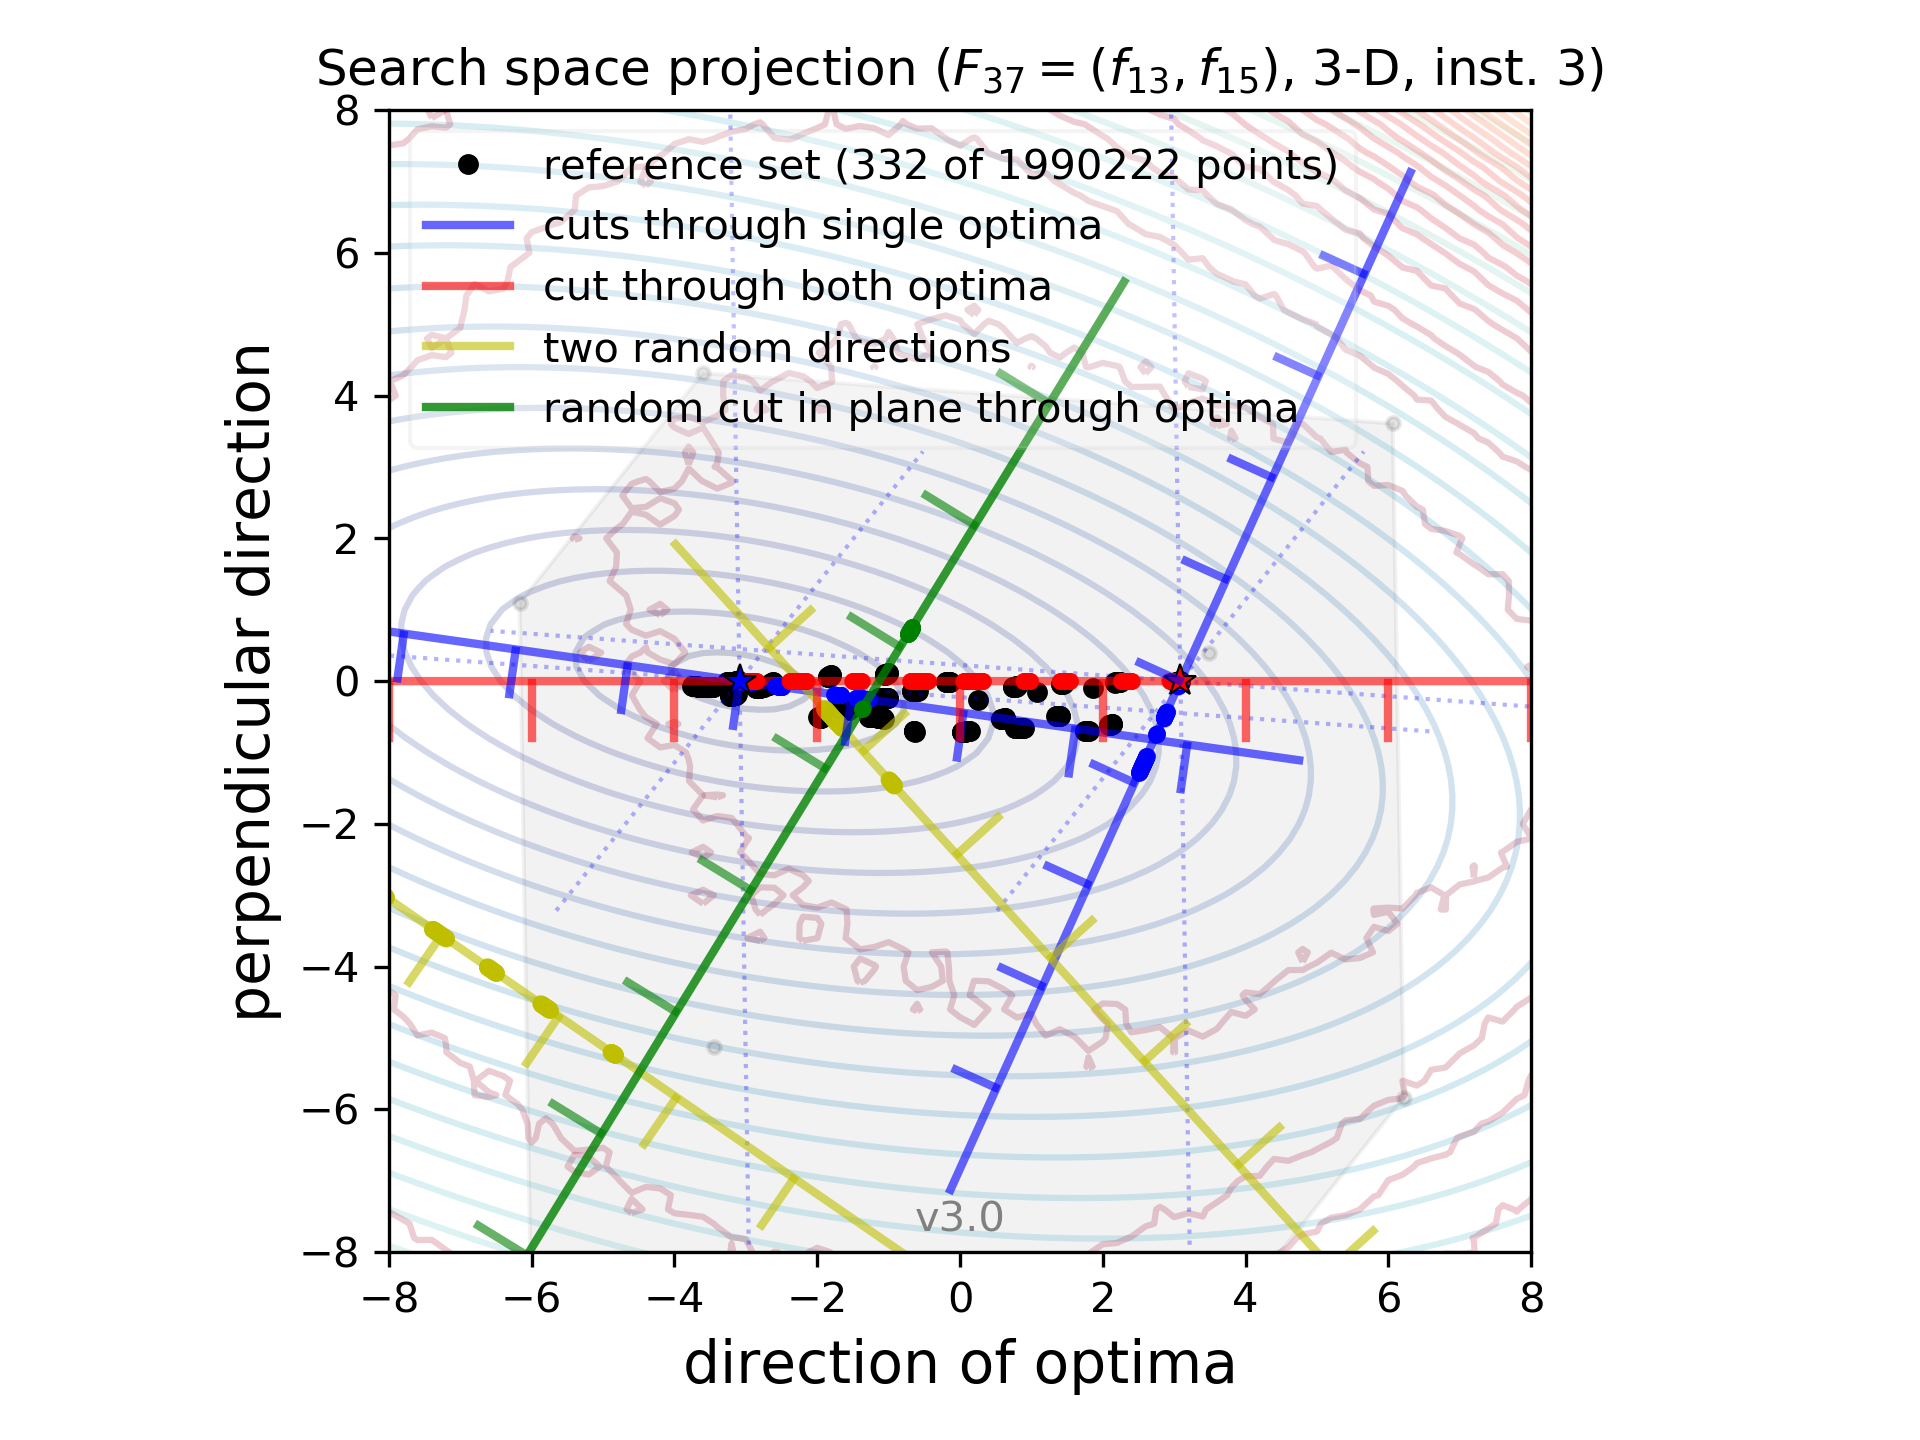 Search space projection (F37 = (f13, f15), 3-D, inst. 3)
reference set (332 of 1990222 points)
cuts through single optima
cut through both optima
two random directions
random cut in plane through optima
perpendicular direction
8
6
4
2
0
−2
−4
−6
−8
v3.0
−8 −6 −4 −2 0 2 4 6 8
direction of optima